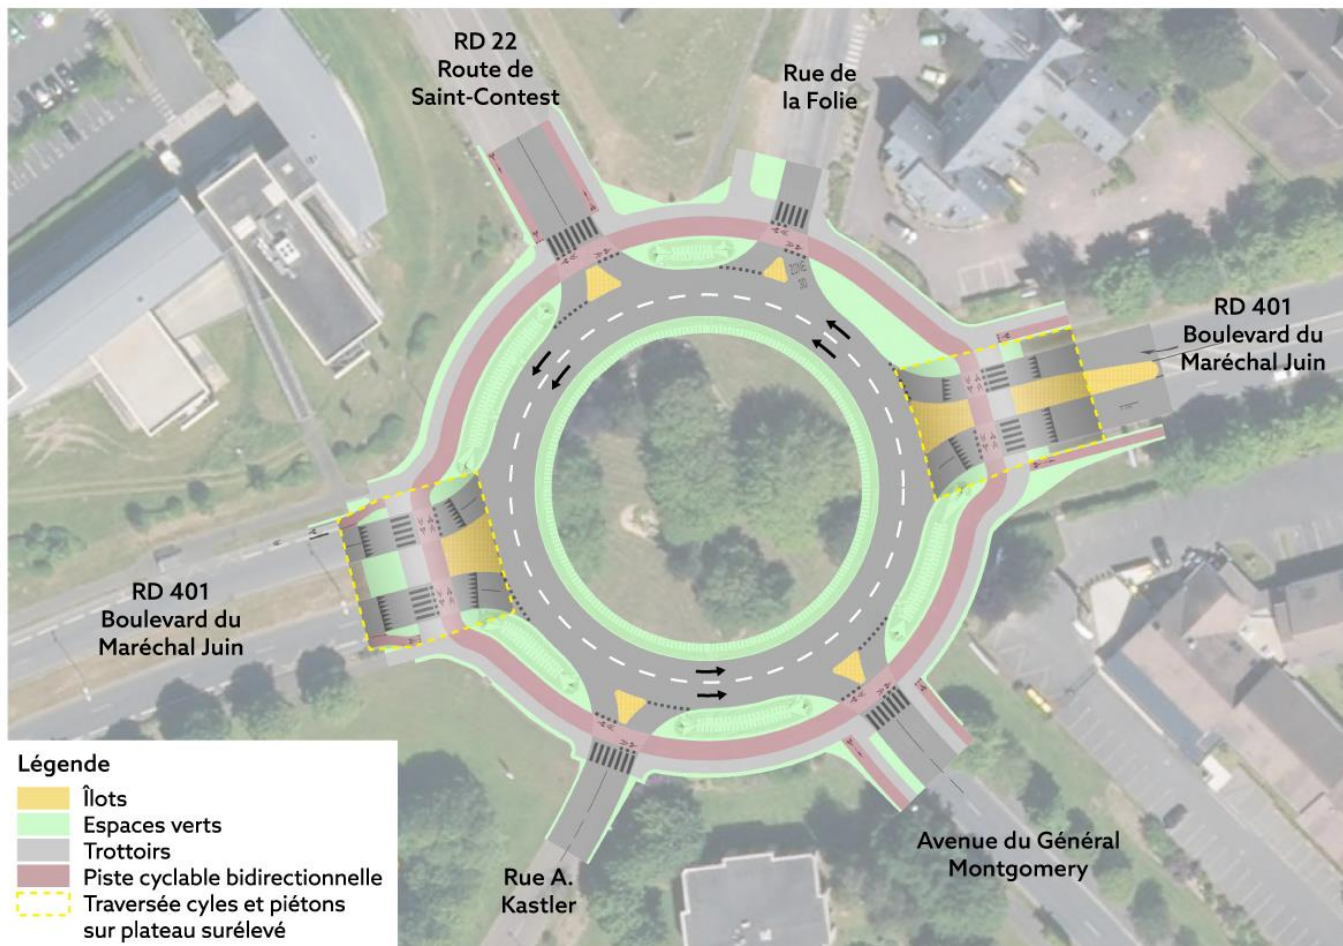 RD 22
Route de
Saint-Contest
Rue de
la Folie
RD 401
Boulevard du
Maréchal Juin
RD 401
Boulevard du
Maréchal Juin
Avenue du Général
Montgomery
Rue A.
Kastler
Légende
Îlots
Espaces verts
Trottoirs
Piste cyclable bidirectionnelle
Traversée cyles et piétons
sur plateau surélevé